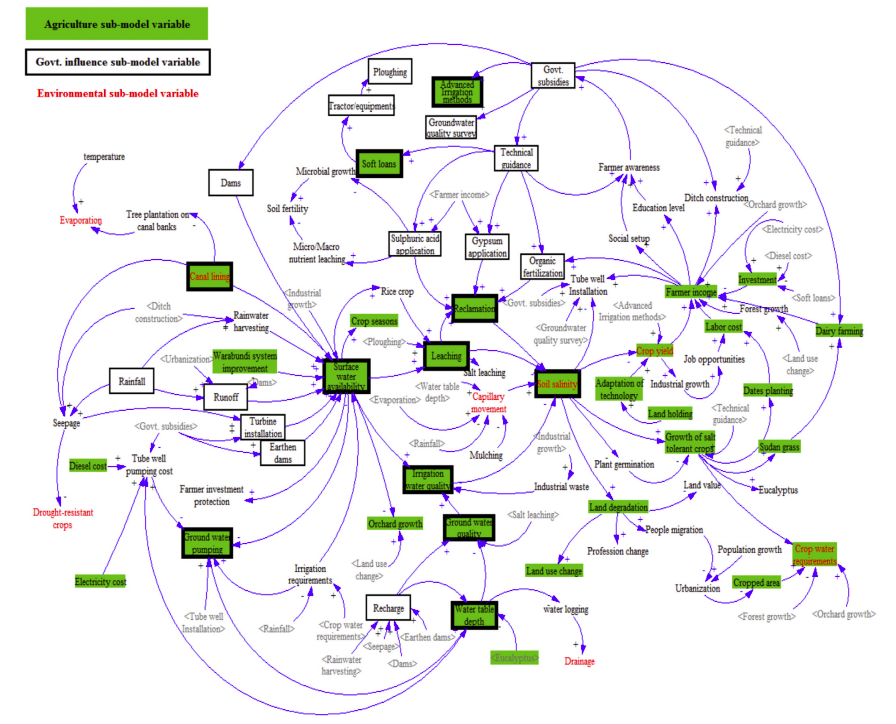 Agriculture sub-model variable
Govt. influence sub-model variable
Environmental sub-model variable
Ploughing
Advanced
Irrigation
methods
Govt.
subsidies
Tractor/equipments
Groundwater
quality survey
<Technical
guidance>
temperature
Soft loans
Technical
guidance
Microbial growth
Farmer awareness
Dams
<Farmer income>
Ditch construction
Evaporation
Tree plantation on
canal banks
Soil fertility
Education level
<Orchard growth>
Micro/Macro
nutrient leaching
Sulphuric acid
application
Gypsum
application
Organic
fertilization
Social setup
<Electricity cost>
<Diesel cost>
Canal lining
Tube well
Installation
Investment
<Industrial
growth>
Rice crop
Reclamation
<Govt. subsidies>
<Advanced
Irrigation methods>
Farmer income
<Soft loans>
Forest growth
<Ditch
construction>
Rainwater
harvesting
Crop seasons
<Groundwater
quality survey>
Labor cost
Dairy farming
<Ploughing>
Leaching
Crop yield
Job opportunities
<Land use
change>
<Urbanization>
Warabundi system
improvement
<Dams>
Surface
water
availability
Salt leaching
Soil salinity
Industrial growth
Rainfall
Runoff
<Water table
depth>
<Evaporation>
Capillary
movement
Adaptation of
technology
Dates planting
Land holding
<Technical
guidance>
Seepage
<Govt. subsidies>
Turbine
installation
Earthen
dams
<Rainfall>
Mulching
<Industrial
growth>
Growth of salt
tolerant crops
Sudan grass
Diesel cost
Tube well
pumping cost
Farmer investment
protection
Irrigation
water quality
Plant germination
Industrial waste
Land value
Eucalyptus
Drought-resistant
crops
Orchard growth
Ground water
quality
<Salt leaching>
Land degradation
People migration
Profession change
Ground water
pumping
<Land use
change>
Land use change
Population growth
Crop water
requirements
Electricity cost
Irrigation
requirements
Urbanization
Cropped area
Recharge
Water table
depth
water logging
<Tube well
Installation>
<Rainfall>
<Crop water
requirements>
<Earthen dams>
<Forest growth>
<Orchard growth>
<Seepage>
<Rainwater
harvesting>
<Dams>
<Eucalyptus>
Drainage